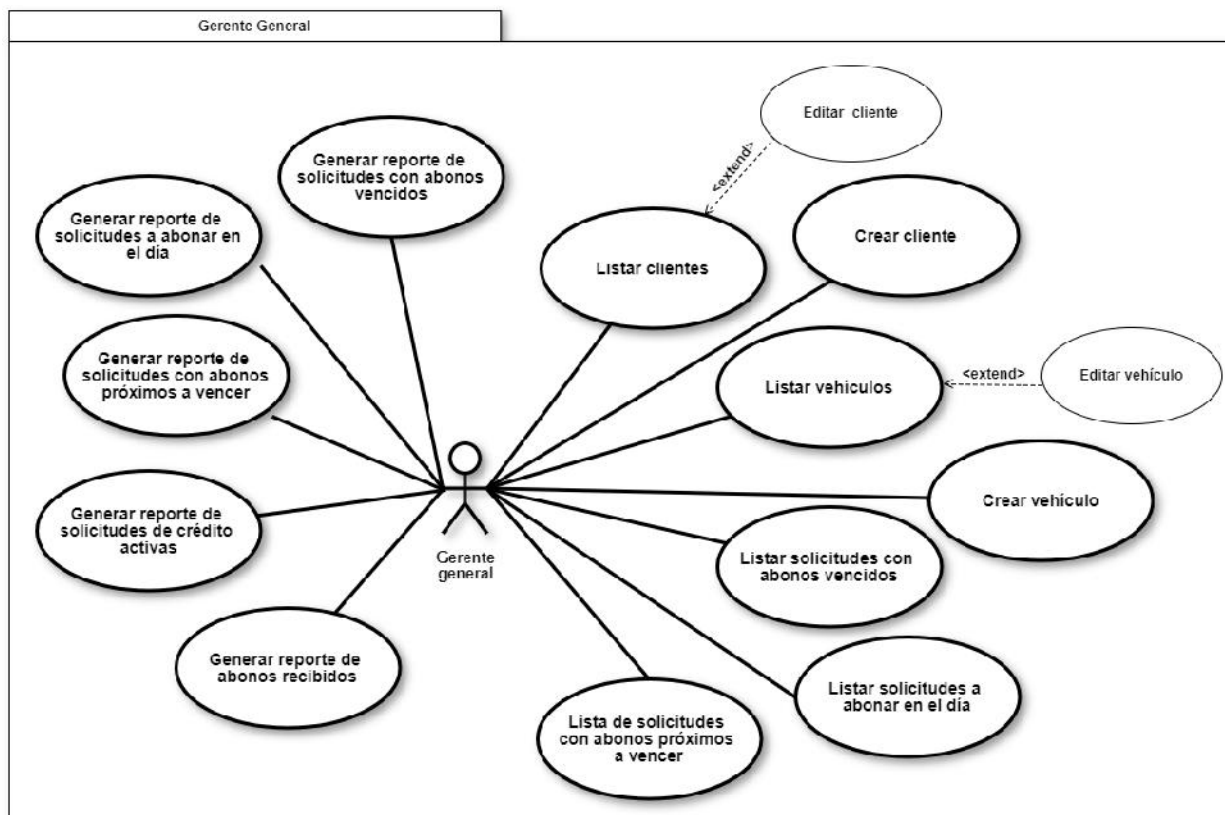 Gerente General
Editar cliente
<extend>
Generar reporte de
solicitudes con abonos
vencidos
Generar reporte de
solicitudes a abonar en
el día
Listar clientes
Crear cliente
Generar reporte de
solicitudes con abonos
próximos a vencer
Listar vehículos
<extend>
Editar vehículo
Generar reporte de
solicitudes de crédito
activas
Gerente
general
Crear vehículo
Listar solicitudes con
abonos vencidos
Generar reporte de
abonos recibidos
Listar solicitudes a
abonar en el día
Lista de solicitudes
con abonos próximos
a vencer